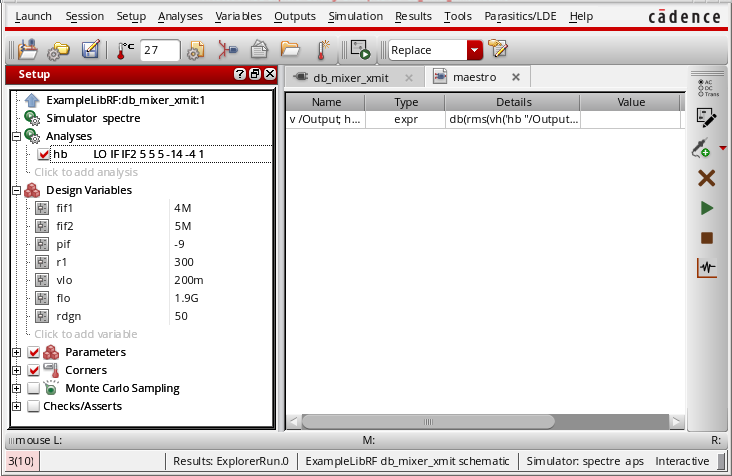 Launch Session Setup Analyses Variables Outputs Simulation Results Tools Parasitics/LDE Help cādence
°C 27 Replace
Setup
db_mixer_xmit maestro
ExampleLibRF:db_mixer_xmit:1
Simulator spectre
Analyses
hb LO IF IF2 5 5 5 -14 -4 1
Click to add analysis
Design Variables
fif1 4M
fif2 5M
pif -9
r1 300
vlo 200m
flo 1.9G
rdgn 50
Click to add variable
Parameters
Corners
Monte Carlo Sampling
Checks/Asserts
Name Type Details Value
v /Output; h... expr db(rms(vh('hb "/Output...
AC
DC
Trans
mouse L: M: R:
3(10) Results: ExplorerRun.0 ExampleLibRF db_mixer_xmit schematic Simulator: spectre aps Interactive